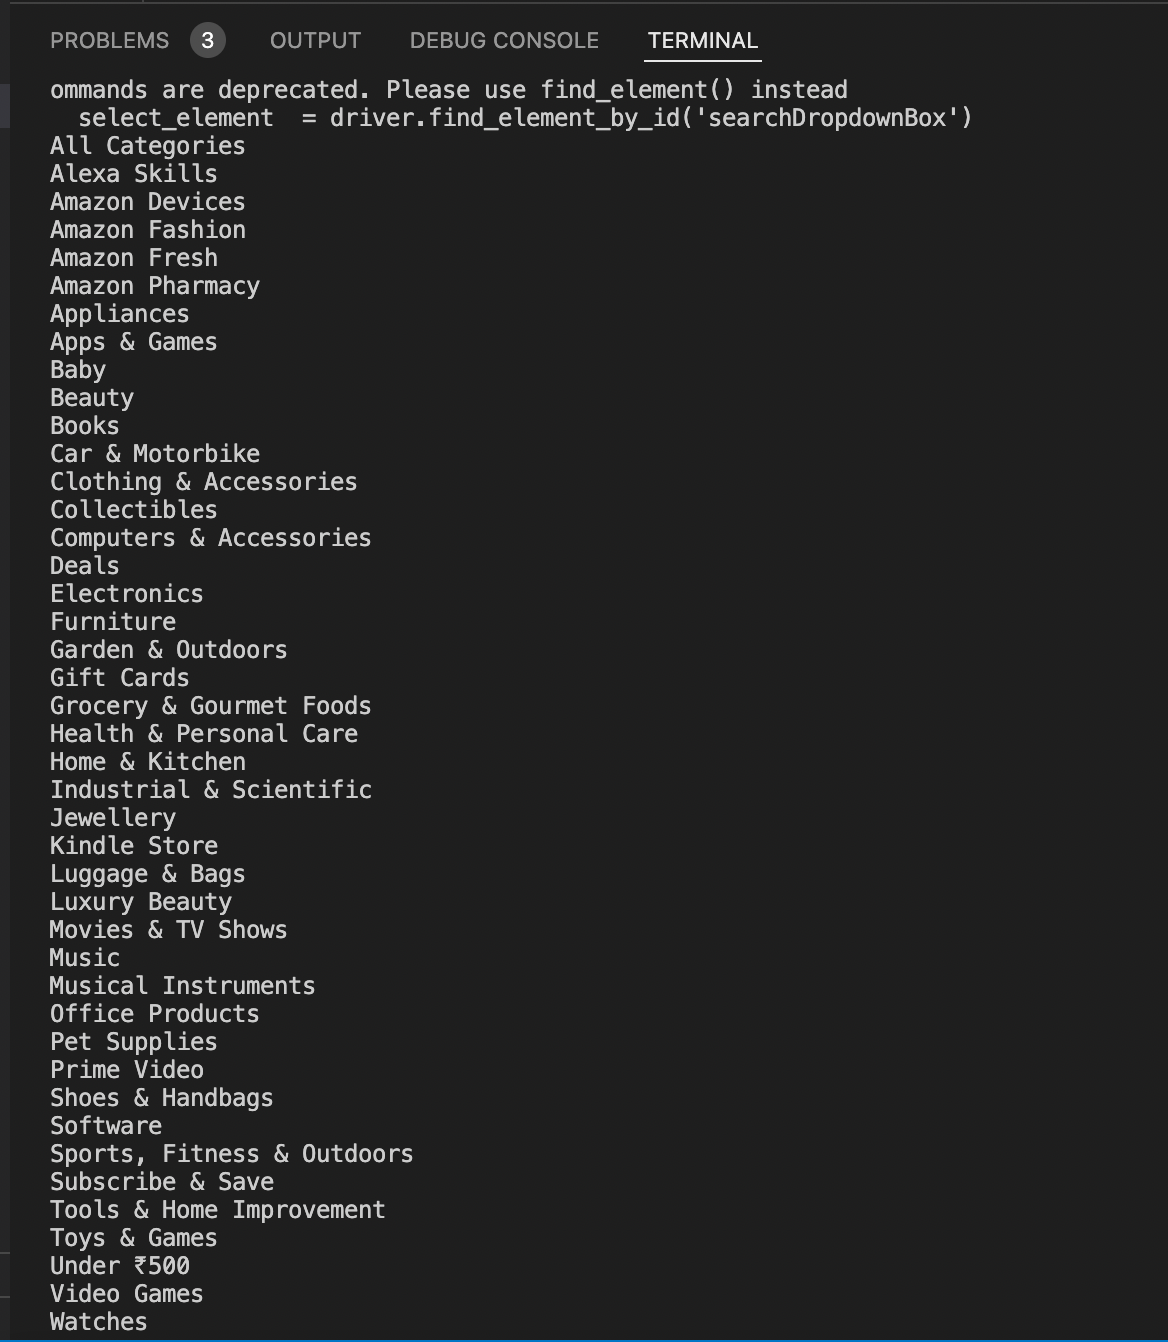 PROBLEMS 3 OUTPUT DEBUG CONSOLE TERMINAL
ommands are deprecated. Please use find_element() instead
  select_element  = driver.find_element_by_id('searchDropdownBox')
All Categories
Alexa Skills
Amazon Devices
Amazon Fashion
Amazon Fresh
Amazon Pharmacy
Appliances
Apps & Games
Baby
Beauty
Books
Car & Motorbike
Clothing & Accessories
Collectibles
Computers & Accessories
Deals
Electronics
Furniture
Garden & Outdoors
Gift Cards
Grocery & Gourmet Foods
Health & Personal Care
Home & Kitchen
Industrial & Scientific
Jewellery
Kindle Store
Luggage & Bags
Luxury Beauty
Movies & TV Shows
Music
Musical Instruments
Office Products
Pet Supplies
Prime Video
Shoes & Handbags
Software
Sports, Fitness & Outdoors
Subscribe & Save
Tools & Home Improvement
Toys & Games
Under ₹500
Video Games
Watches